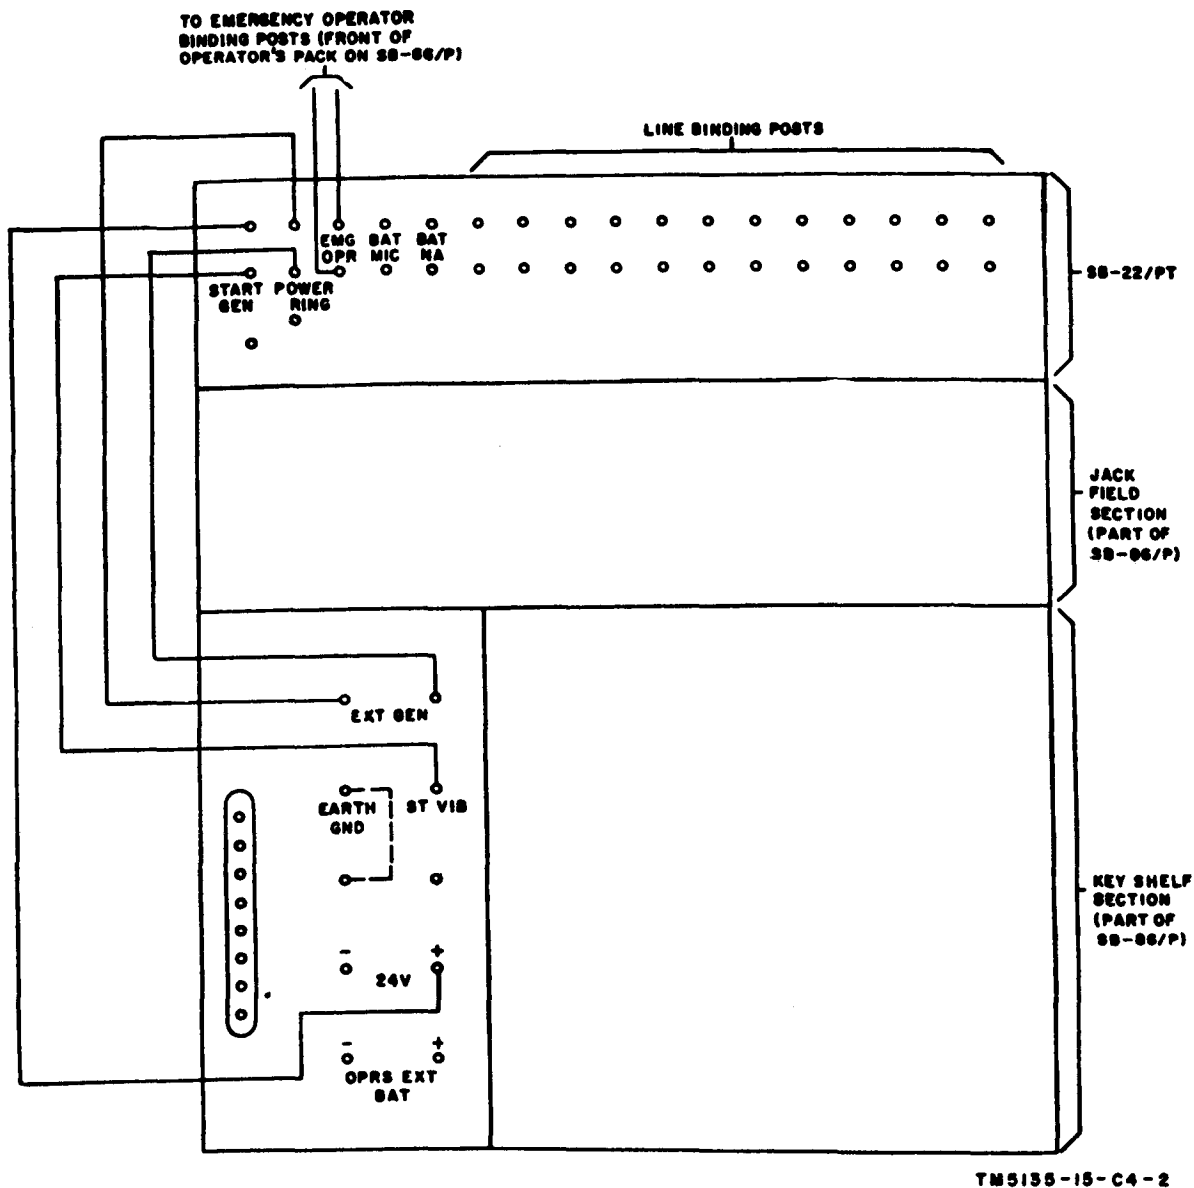 TO EMERGENCY OPERATOR
BINDING POSTS (FRONT OF
OPERATOR'S PACK ON SB-86/P)
LINE BINDING POSTS
EMG
OPR
BAT
MIC
BAT
NA
START
GEN
POWER
RING
SB-22/PT
JACK
FIELD
SECTION
(PART OF
SB-86/P)
EXT GEN
EARTH
GND
ST VIB
- +
24V
- +
OPRS EXT
BAT
KEY SHELF
SECTION
(PART OF
SB-86/P)
TM5135-15-C4-2